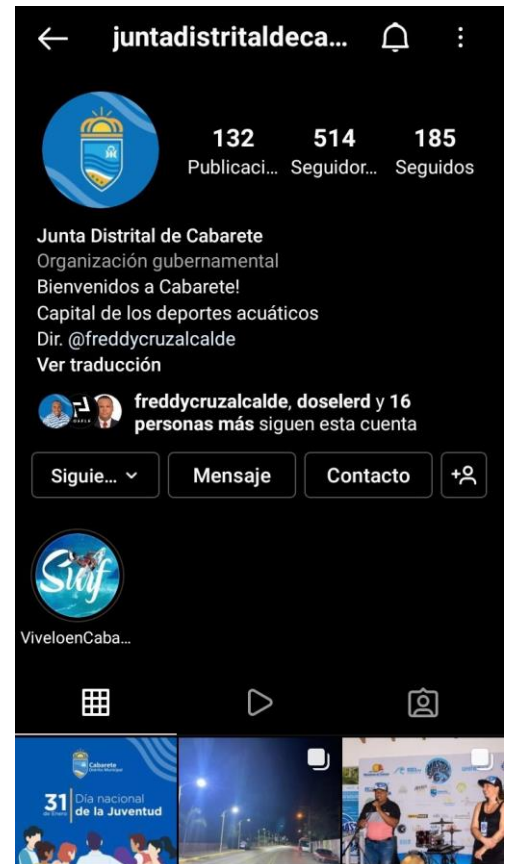 juntadistritaldeca...
132
514
185
Publicaci...
Seguidor...
Seguidos
Junta Distrital de Cabarete
Organización gubernamental
Bienvenidos a Cabarete!
Capital de los deportes acuáticos
Dir. @freddycruzalcalde
Ver traducción
freddycruzalcalde, doselerd y 16
personas más siguen esta cuenta
Siguie...
Mensaje
Contacto
Surf
ViveloenCaba...
Cabarete
31
de Enero
Día nacional
de la Juventud